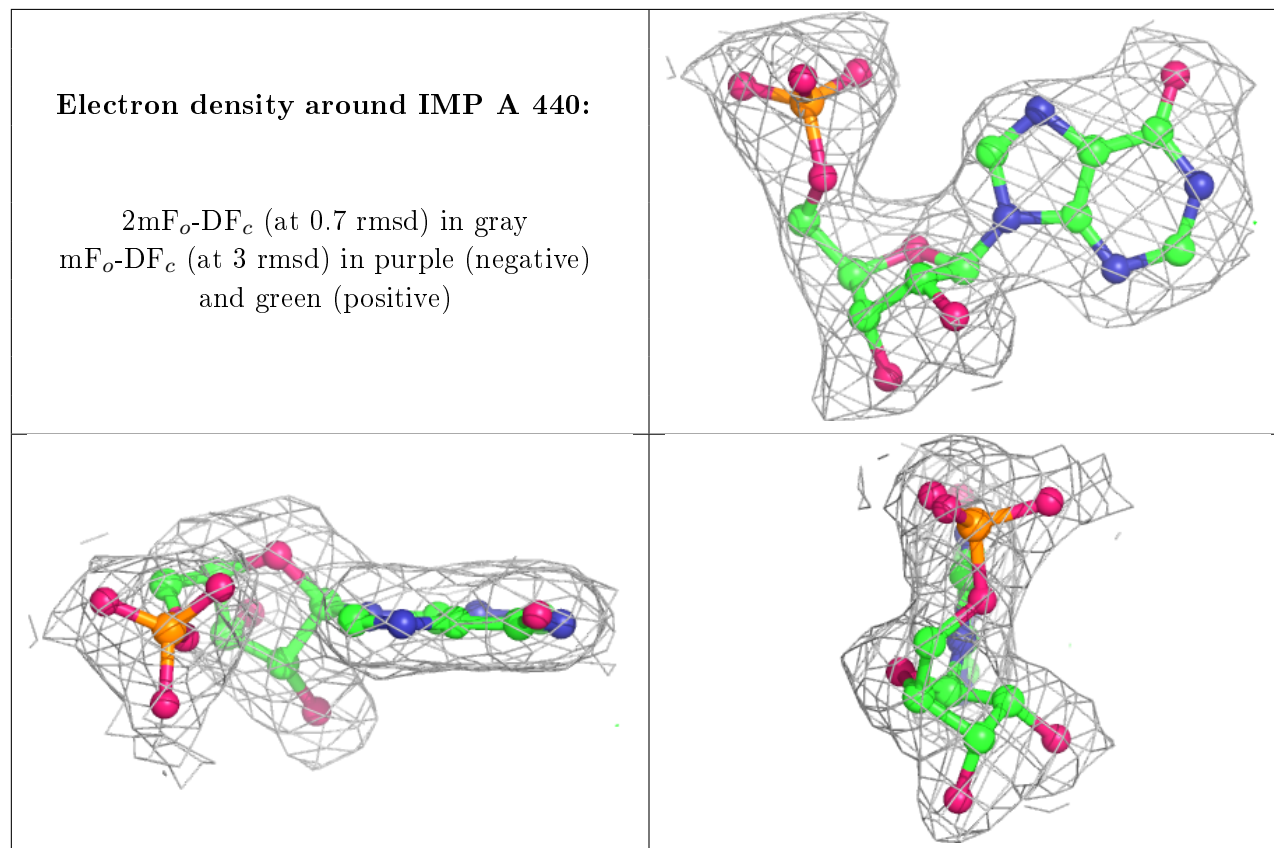 Electron density around IMP A 440:
2mFₒ-DF𝒸 (at 0.7 rmsd) in gray
mFₒ-DF𝒸 (at 3 rmsd) in purple (negative)
and green (positive)